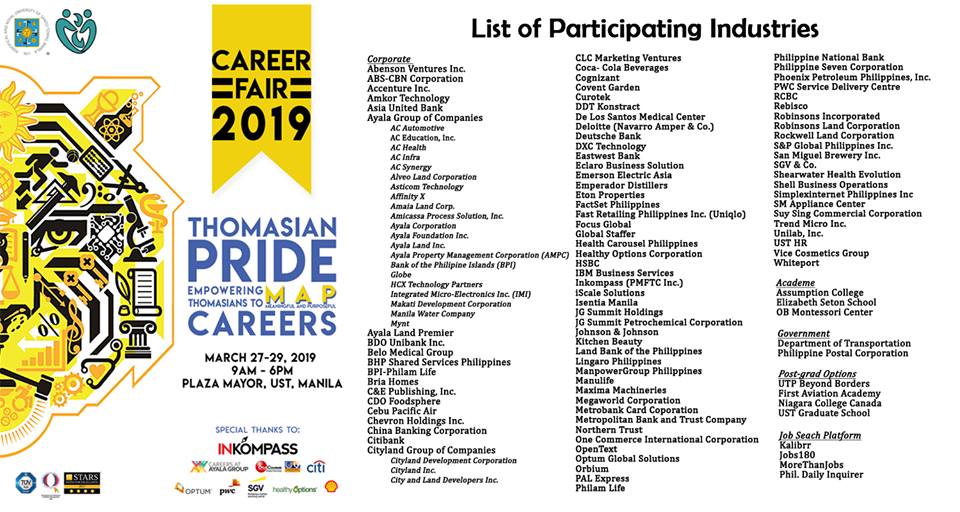 CAREER
FAIR
2019
THOMASIAN
PRIDE
EMPOWERING
THOMASIANS TO
MAP
MEANINGFUL AND PURPOSEFUL
CAREERS
MARCH 27-29, 2019
9AM - 6PM
PLAZA MAYOR, UST, MANILA
SPECIAL THANKS TO:
INKOMPASS
CAREERS AT
AYALA GROUP
citi
OPTUM
pwc
SGV
healthyOptions
TÜV
STARS
List of Participating Industries
Corporate
Abenson Ventures Inc.
ABS-CBN Corporation
Accenture Inc.
Amkor Technology
Asia United Bank
Ayala Group of Companies
AC Automotive
AC Education, Inc.
AC Health
AC Infra
AC Synergy
Alveo Land Corporation
Asticom Technology
Affinity X
Amaia Land Corp.
Amicassa Process Solution, Inc.
Ayala Corporation
Ayala Foundation Inc.
Ayala Land Inc.
Ayala Property Management Corporation (AMPC)
Bank of the Philipine Islands (BPI)
Globe
HCX Technology Partners
Integrated Micro-Electronics Inc. (IMI)
Makati Development Corporation
Manila Water Company
Mynt
Ayala Land Premier
BDO Unibank Inc.
Belo Medical Group
BHP Shared Services Philippines
BPI-Philam Life
Bria Homes
C&E Publishing, Inc.
CDO Foodsphere
Cebu Pacific Air
Chevron Holdings Inc.
China Banking Corporation
Citibank
Cityland Group of Companies
Cityland Development Corporation
Cityland Inc.
City and Land Developers Inc.
CLC Marketing Ventures
Coca- Cola Beverages
Cognizant
Covent Garden
Curotek
DDT Konstract
De Los Santos Medical Center
Deloitte (Navarro Amper & Co.)
Deutsche Bank
DXC Technology
Eastwest Bank
Eclaro Business Solution
Emerson Electric Asia
Emperador Distillers
Eton Properties
FactSet Philippines
Fast Retailing Philippines Inc. (Uniqlo)
Focus Global
Global Staffer
Health Carousel Philippines
Healthy Options Corporation
HSBC
IBM Business Services
Inkompass (PMFTC Inc.)
iScale Solutions
Isentia Manila
JG Summit Holdings
JG Summit Petrochemical Corporation
Johnson & Johnson
Kitchen Beauty
Land Bank of the Philippines
Lingaro Philippines
ManpowerGroup Philippines
Manulife
Maxima Machineries
Megaworld Corporation
Metrobank Card Coporation
Metropolitan Bank and Trust Company
Northern Trust
One Commerce International Corporation
OpenText
Optum Global Solutions
Orbium
PAL Express
Philam Life
Philippine National Bank
Philippine Seven Corporation
Phoenix Petroleum Philippines, Inc.
PWC Service Delivery Centre
RCBC
Rebisco
Robinsons Incorporated
Robinsons Land Corporation
Rockwell Land Corporation
S&P Global Philippines Inc.
San Miguel Brewery Inc.
SGV & Co.
Shearwater Health Evolution
Shell Business Operations
Simplexinternet Philippines Inc
SM Appliance Center
Suy Sing Commercial Corporation
Trend Micro Inc.
Unilab, Inc.
UST HR
Vice Cosmetics Group
Whiteport
Academe
Assumption College
Elizabeth Seton School
OB Montessori Center
Government
Department of Transportation
Philippine Postal Corporation
Post-grad Options
UTP Beyond Borders
First Aviation Academy
Niagara College Canada
UST Graduate School
Job Seach Platform
Kalibrr
Jobs180
MoreThanJobs
Phil. Daily Inquirer